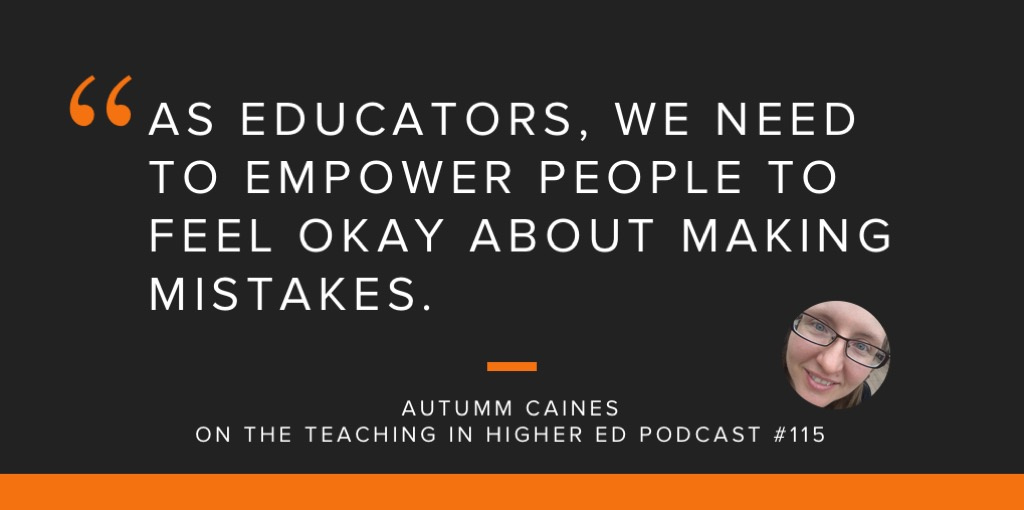 “AS EDUCATORS, WE NEED
TO EMPOWER PEOPLE TO
FEEL OKAY ABOUT MAKING
MISTAKES.
AUTUMM CAINES
ON THE TEACHING IN HIGHER ED PODCAST #115